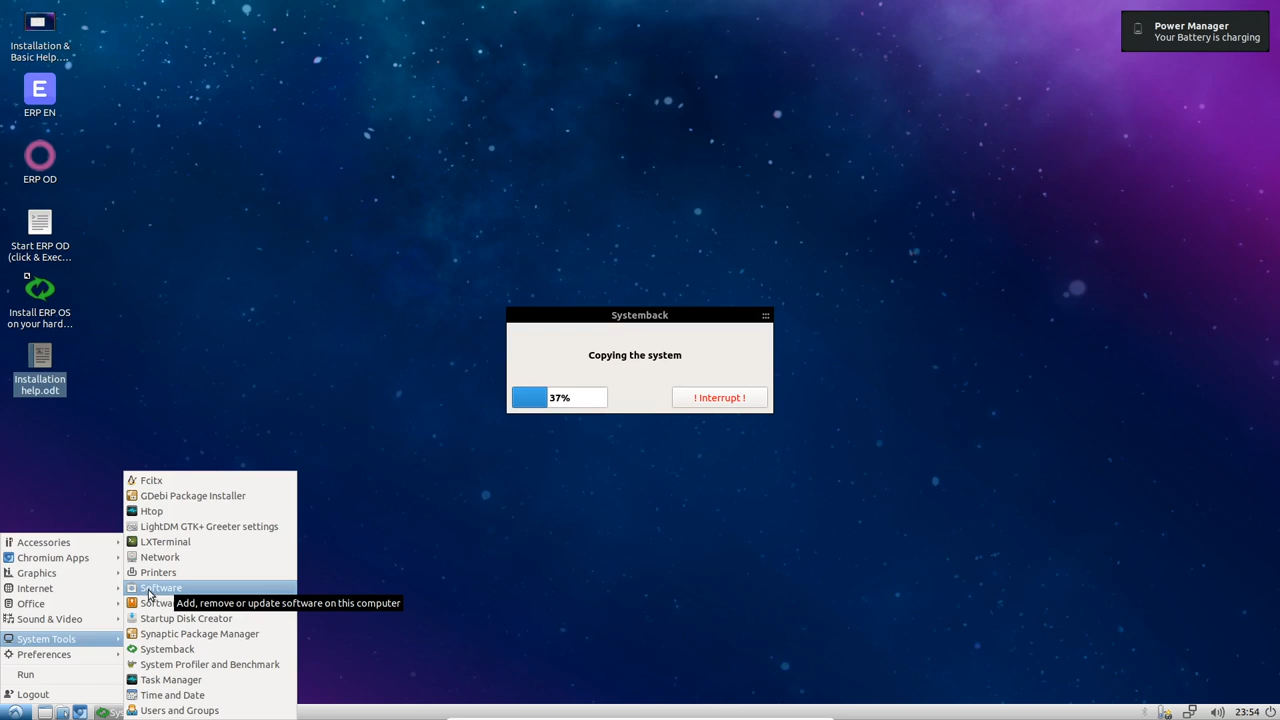 Installation &
Basic Help....
E
ERP EN
ERP OD
Start ERP OD
(click & Exec...
Install ERP OS
on your hard...
Installation
help.odt
Power Manager
Your Battery is charging
Systemback
Copying the system
37%
! Interrupt !
Fcitx
GDebi Package Installer
Htop
LightDM GTK+ Greeter settings
LXTerminal
Network
Printers
Software
Softwa
Add, remove or update software on this computer
Startup Disk Creator
Synaptic Package Manager
Systemback
System Profiler and Benchmark
Task Manager
Time and Date
Users and Groups
Accessories
Chromium Apps
Graphics
Internet
Office
Sound & Video
System Tools
Preferences
Run
Logout
23:54